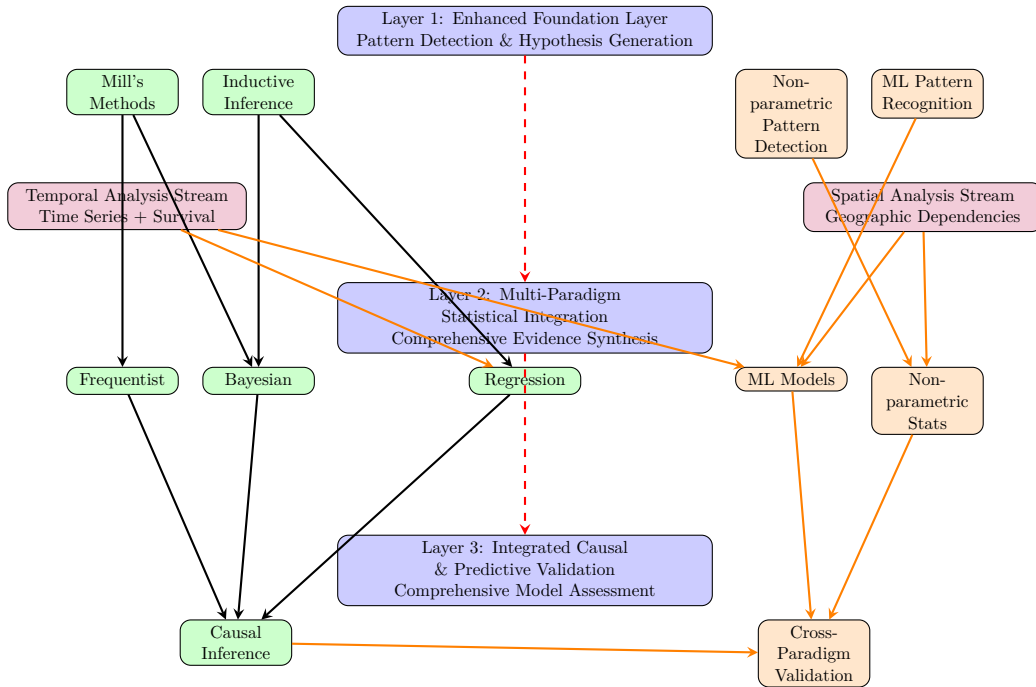 Layer 1: Enhanced Foundation Layer
Pattern Detection & Hypothesis Generation
Mill's
Methods
Inductive
Inference
Non-
parametric
Pattern
Detection
ML Pattern
Recognition
Temporal Analysis Stream
Time Series + Survival
Spatial Analysis Stream
Geographic Dependencies
Layer 2: Multi-Paradigm
Statistical Integration
Comprehensive Evidence Synthesis
Frequentist
Bayesian
Regression
ML Models
Non-
parametric
Stats
Layer 3: Integrated Causal
& Predictive Validation
Comprehensive Model Assessment
Causal
Inference
Cross-
Paradigm
Validation